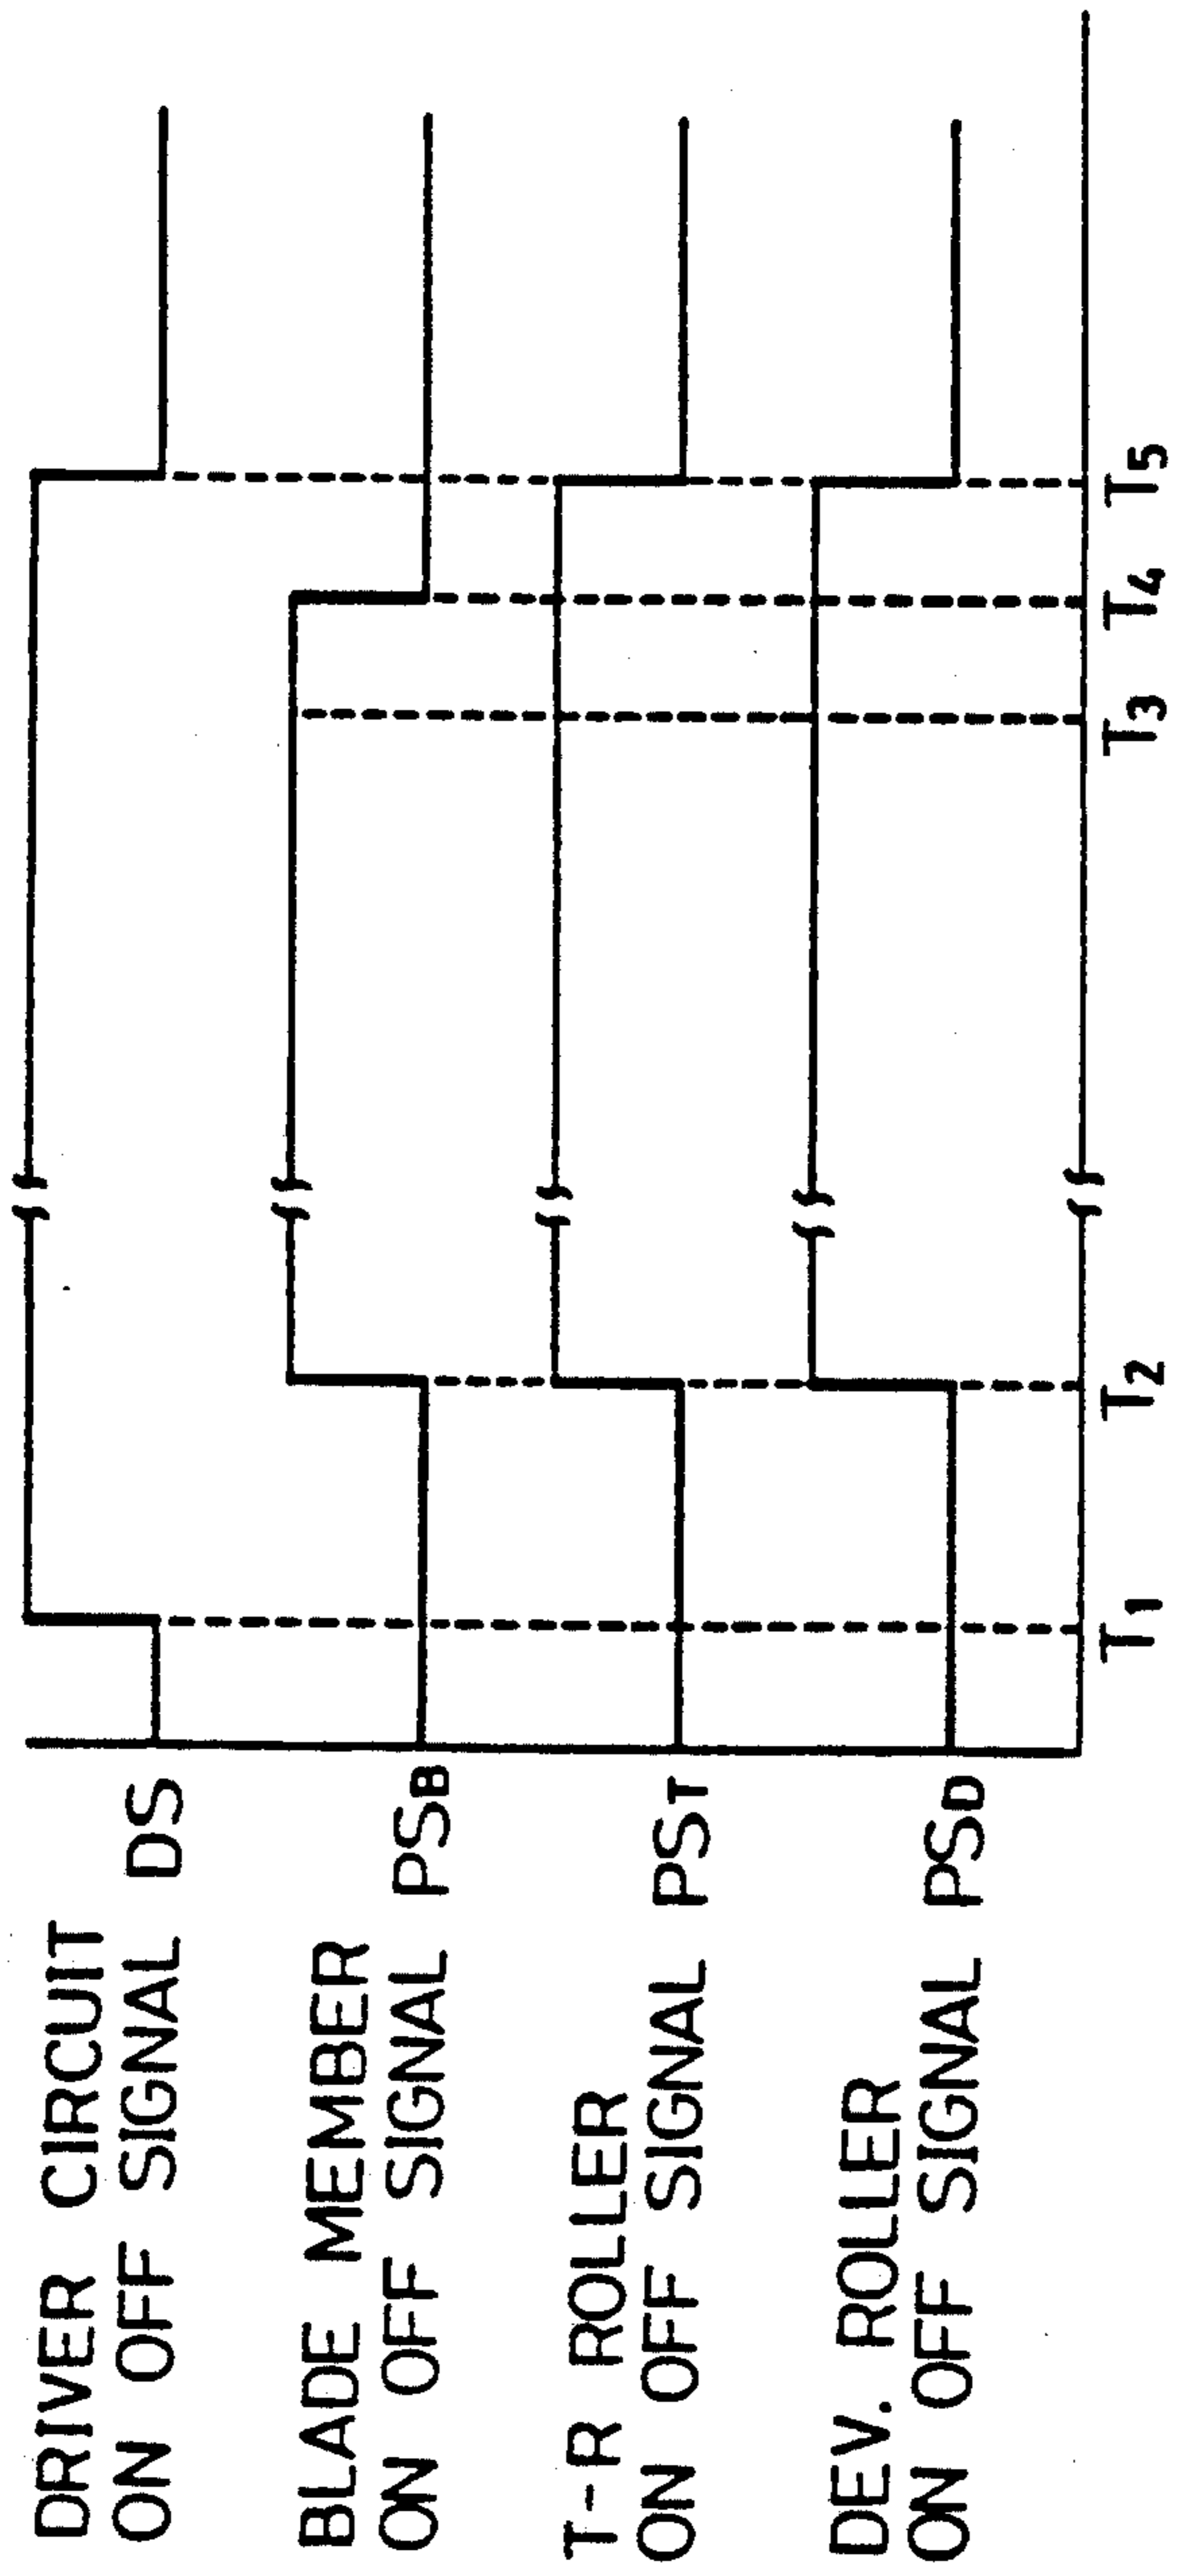 DRIVER CIRCUIT
ON OFF SIGNAL DS
BLADE MEMBER
ON OFF SIGNAL PSB
T-R ROLLER
ON OFF SIGNAL PST
DEV. ROLLER
ON OFF SIGNAL PSD
T1 T2 T3 T4 T5